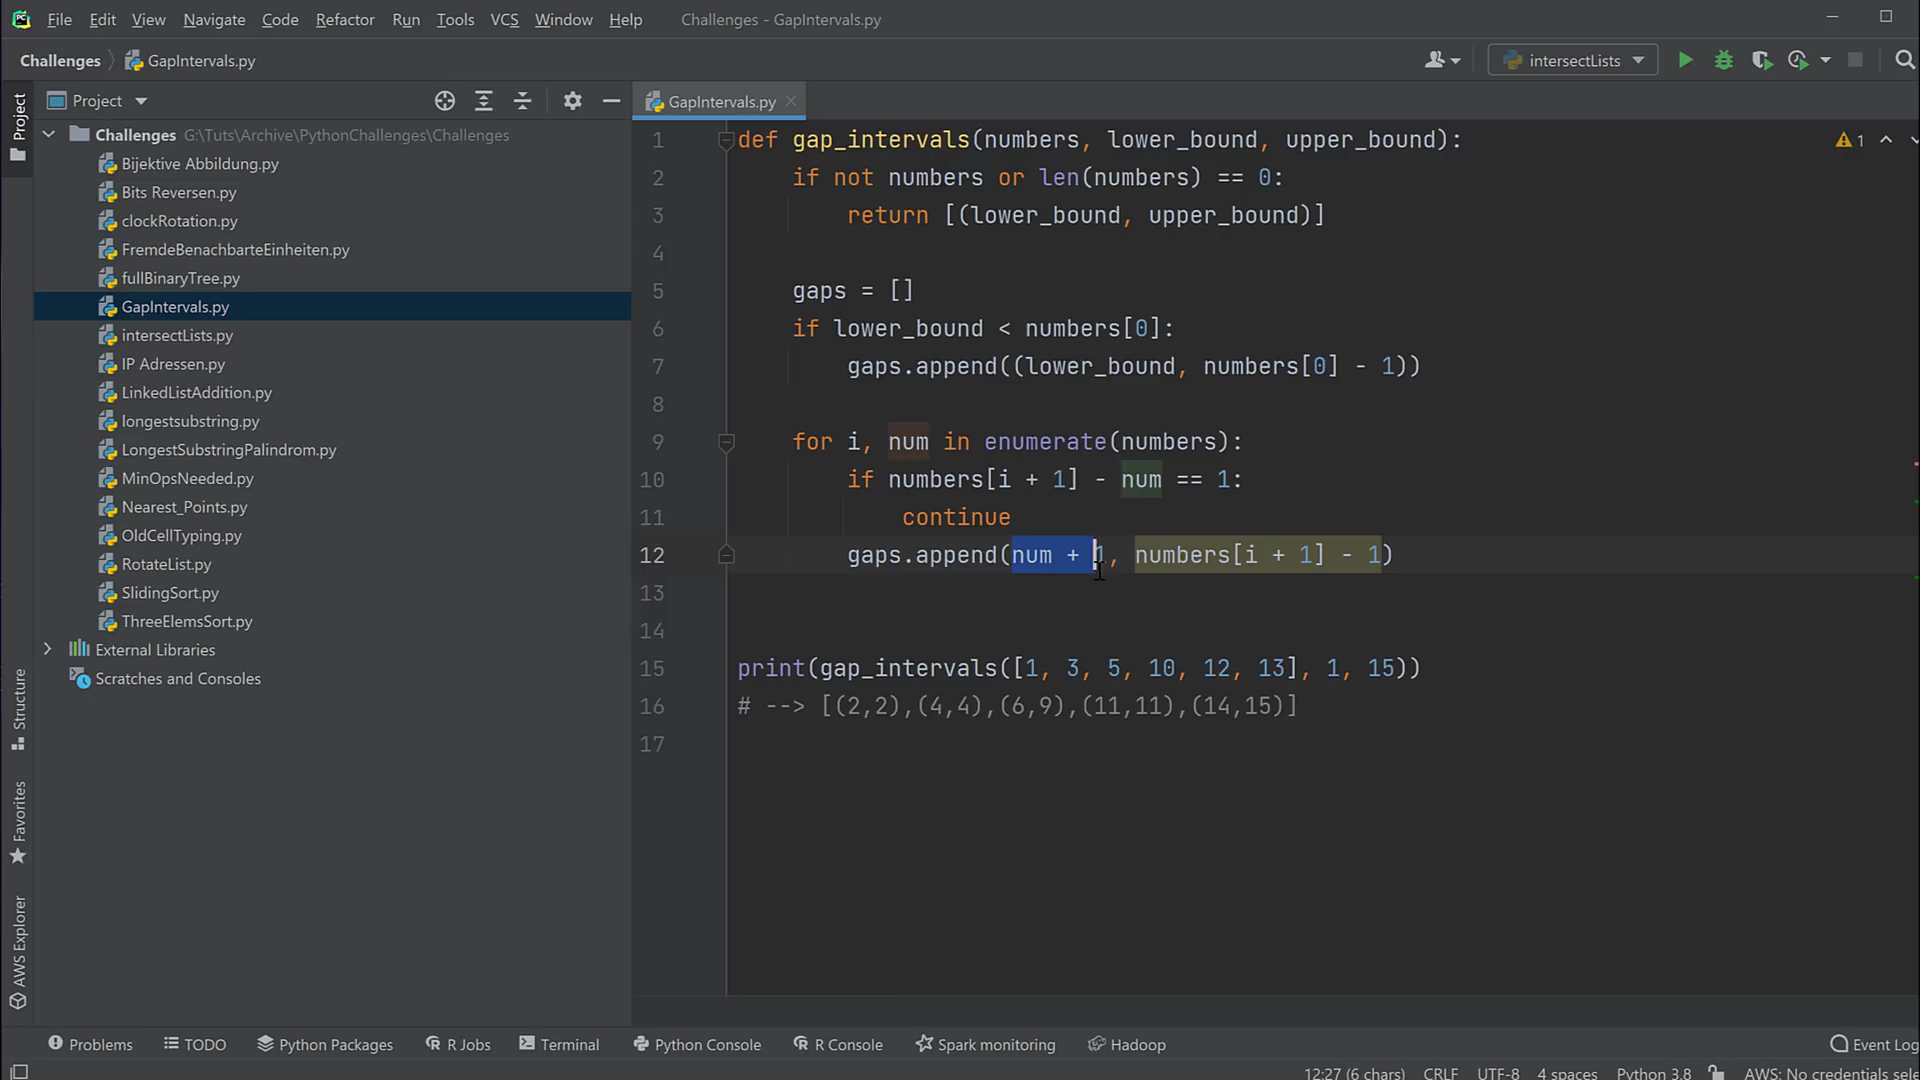 File Edit View Navigate Code Refactor Run Tools VCS Window Help Challenges - GapIntervals.py
Challenges GapIntervals.py intersectLists
Project
Project
GapIntervals.py
Challenges G:\Tuts\Archive\PythonChallenges\Challenges
Bijektive Abbildung.py
Bits Reversen.py
clockRotation.py
FremdeBenachbarteEinheiten.py
fullBinaryTree.py
GapIntervals.py
intersectLists.py
IP Adressen.py
LinkedListAddition.py
longestsubstring.py
LongestSubstringPalindrom.py
MinOpsNeeded.py
Nearest_Points.py
OldCellTyping.py
RotateList.py
SlidingSort.py
ThreeElemsSort.py
External Libraries
Scratches and Consoles
Structure
Favorites
AWS Explorer
1 def gap_intervals(numbers, lower_bound, upper_bound):
2 if not numbers or len(numbers) == 0:
3 return [(lower_bound, upper_bound)]
4
5 gaps = []
6 if lower_bound < numbers[0]:
7 gaps.append((lower_bound, numbers[0] - 1))
8
9 for i, num in enumerate(numbers):
10 if numbers[i + 1] - num == 1:
11 continue
12 gaps.append(num + 1, numbers[i + 1] - 1)
13
14
15 print(gap_intervals([1, 3, 5, 10, 12, 13], 1, 15))
16 # --> [(2,2),(4,4),(6,9),(11,11),(14,15)]
17
1
Problems TODO Python Packages R Jobs Terminal Python Console R Console Spark monitoring Hadoop Event Log
12:27 (6 chars) CRLF UTF-8 4 spaces Python 3.8 AWS: No credentials sele